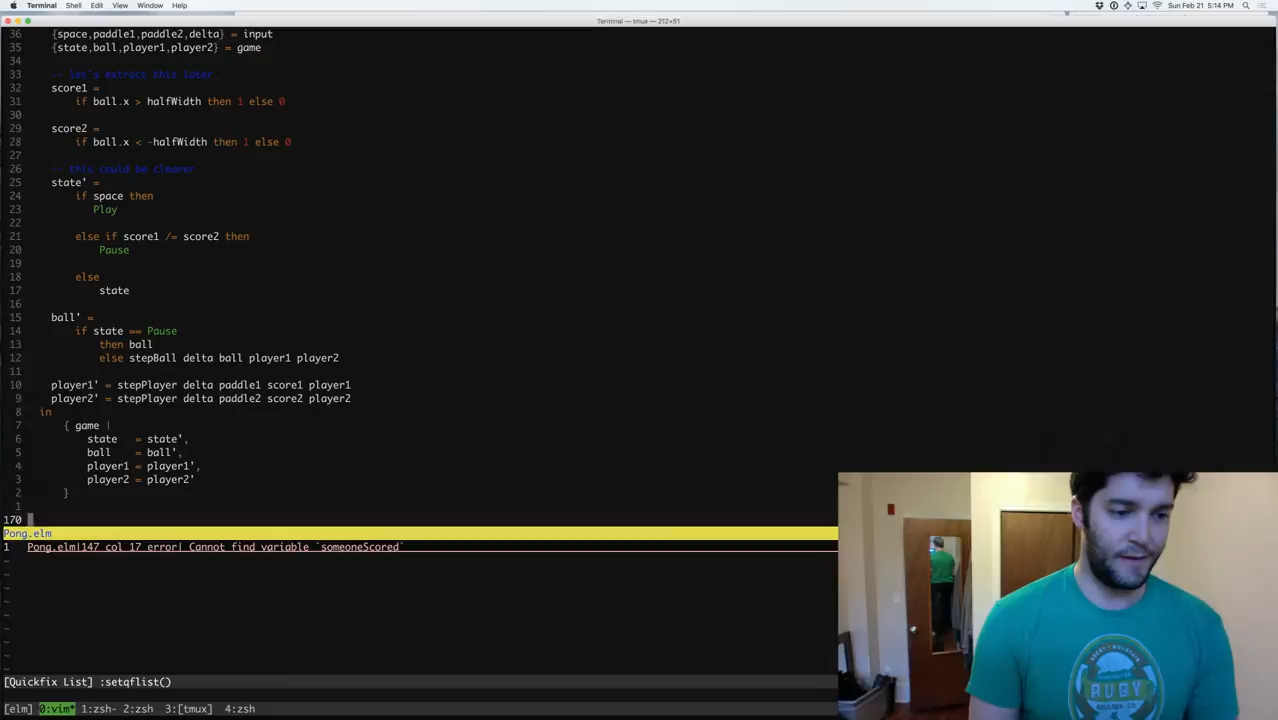 Terminal Shell Edit View Window Help
Sun Feb 21 5:14 PM
Terminal — tmux — 212×51
36 {space,paddle1,paddle2,delta} = input
35 {state,ball,player1,player2} = game
34
33 -- let's extract this later
32 score1 =
31 if ball.x > halfWidth then 1 else 0
30
29 score2 =
28 if ball.x < -halfWidth then 1 else 0
27
26 -- this could be clearer
25 state' =
24 if space then
23 Play
22
21 else if score1 /= score2 then
20 Pause
19
18 else
17 state
16
15 ball' =
14 if state == Pause
13 then ball
12 else stepBall delta ball player1 player2
11
10 player1' = stepPlayer delta paddle1 score1 player1
9 player2' = stepPlayer delta paddle2 score2 player2
8 in
7 { game |
6 state = state',
5 ball = ball',
4 player1 = player1',
3 player2 = player2'
2 }
1
170
Pong.elm
1 Pong.elm|147 col 17 error| Cannot find variable `someoneScored`
~
~
~
~
~
~
~
~
~
[Quickfix List] :setqflist()
[elm] 0:vim* 1:zsh- 2:zsh 3:[tmux] 4:zsh
RUBY